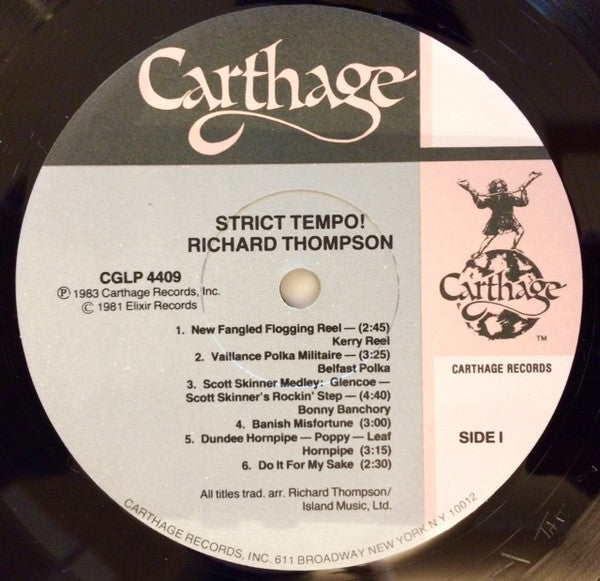 Carthage
STRICT TEMPO!
RICHARD THOMPSON
CGLP 4409
Ⓟ 1983 Carthage Records, Inc.
© 1981 Elixir Records
1. New Fangled Flogging Reel — (2:45)
Kerry Reel
2. Vaillance Polka Militaire — (3:25)
Belfast Polka
3. Scott Skinner Medley: Glencoe —
Scott Skinner's Rockin' Step — (4:40)
Bonny Banchory
4. Banish Misfortune (3:00)
5. Dundee Hornpipe — Poppy — Leaf
Hornpipe (3:15)
6. Do It For My Sake (2:30)
All titles trad. arr. Richard Thompson/
Island Music, Ltd.
Carthage
TM
CARTHAGE RECORDS
SIDE I
CARTHAGE RECORDS, INC. 611 BROADWAY NEW YORK N.Y. 10012